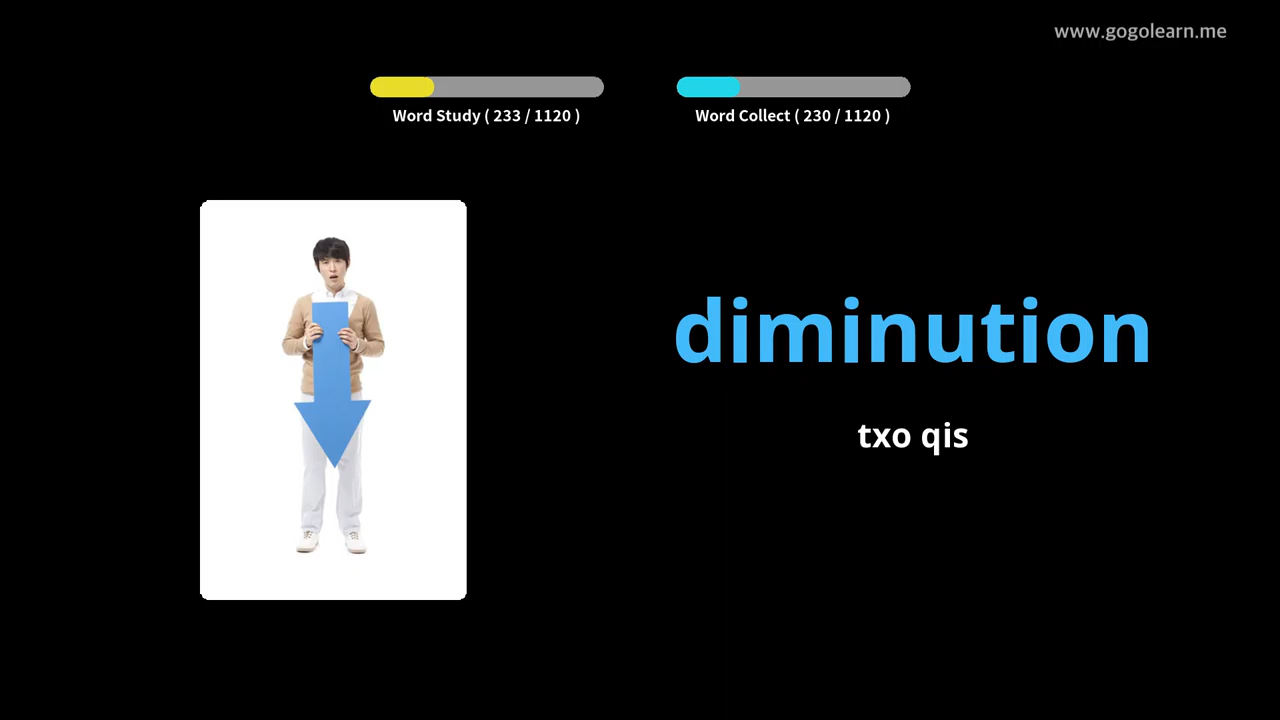 www.gogolearn.me
Word Study ( 233 / 1120 )
Word Collect ( 230 / 1120 )
diminution
txo qis